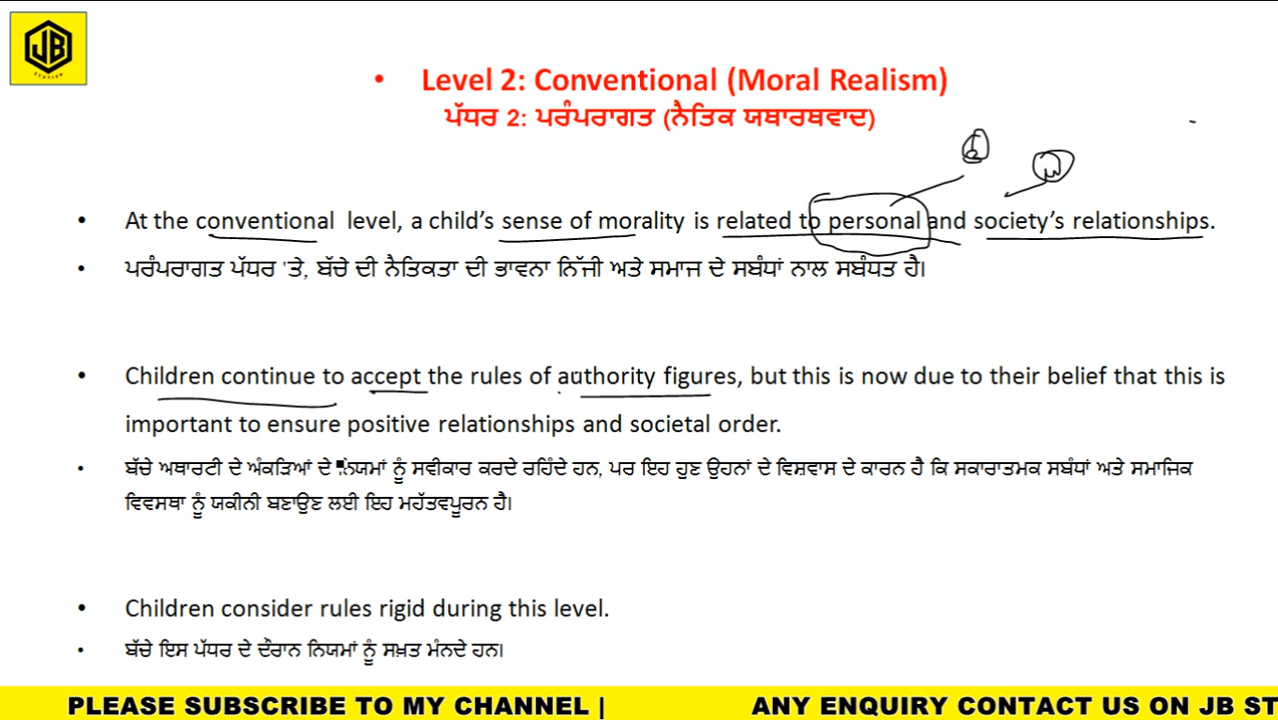 JB
STATION
Level 2: Conventional (Moral Realism)
ਪੱਧਰ 2: ਪਰੰਪਰਾਗਤ (ਨੈਤਿਕ ਯਥਾਰਥਵਾਦ)
At the conventional level, a child's sense of morality is related to personal and society's relationships.
ਪਰੰਪਰਾਗਤ ਪੱਧਰ 'ਤੇ, ਬੱਚੇ ਦੀ ਨੈਤਿਕਤਾ ਦੀ ਭਾਵਨਾ ਨਿੱਜੀ ਅਤੇ ਸਮਾਜ ਦੇ ਸਬੰਧਾਂ ਨਾਲ ਸਬੰਧਤ ਹੈ।
Children continue to accept the rules of authority figures, but this is now due to their belief that this is
important to ensure positive relationships and societal order.
ਬੱਚੇ ਅਥਾਰਟੀ ਦੇ ਅੰਕੜਿਆਂ ਦੇ ਨਿਯਮਾਂ ਨੂੰ ਸਵੀਕਾਰ ਕਰਦੇ ਰਹਿੰਦੇ ਹਨ, ਪਰ ਇਹ ਹੁਣ ਉਹਨਾਂ ਦੇ ਵਿਸ਼ਵਾਸ ਦੇ ਕਾਰਨ ਹੈ ਕਿ ਸਕਾਰਾਤਮਕ ਸਬੰਧਾਂ ਅਤੇ ਸਮਾਜਿਕ
ਵਿਵਸਥਾ ਨੂੰ ਯਕੀਨੀ ਬਣਾਉਣ ਲਈ ਇਹ ਮਹੱਤਵਪੂਰਨ ਹੈ।
Children consider rules rigid during this level.
ਬੱਚੇ ਇਸ ਪੱਧਰ ਦੇ ਦੌਰਾਨ ਨਿਯਮਾਂ ਨੂੰ ਸਖ਼ਤ ਮੰਨਦੇ ਹਨ।
PLEASE SUBSCRIBE TO MY CHANNEL | ANY ENQUIRY CONTACT US ON JB ST